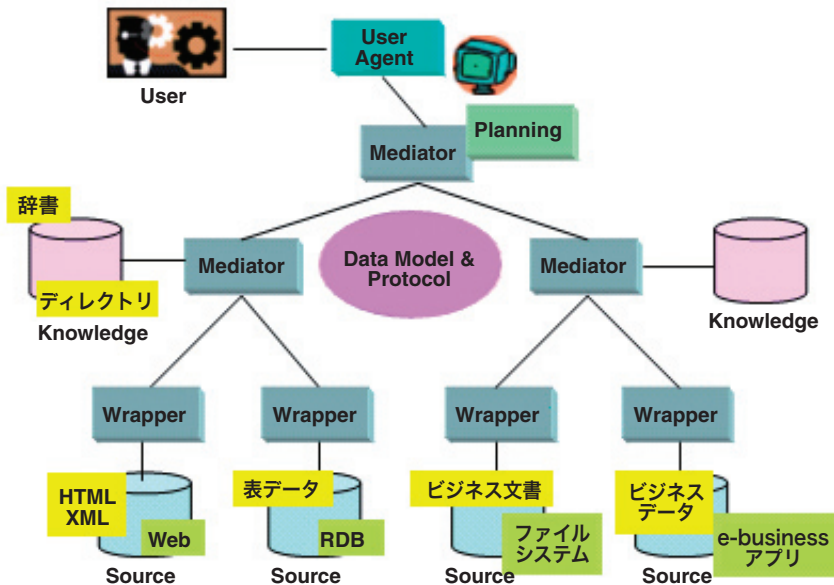 User
Agent
User
Planning
Mediator
辞書
Mediator
Data Model &
Protocol
Mediator
ディレクトリ
Knowledge
Knowledge
Wrapper
Wrapper
Wrapper
Wrapper
HTML
XML
Web
Source
表データ
RDB
Source
ビジネス文書
ファイル
システム
Source
ビジネス
データ
e-business
アプリ
Source